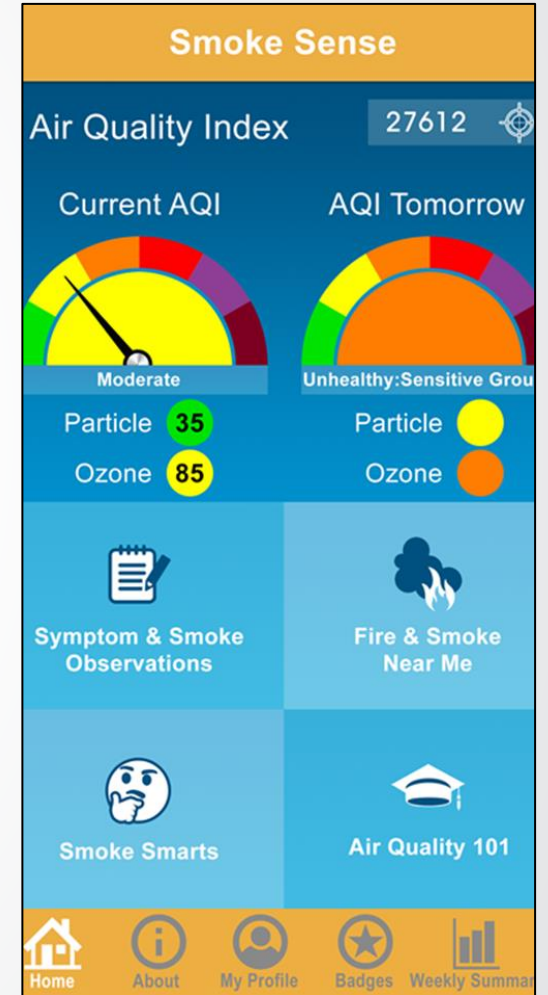 Smoke Sense
Air Quality Index
27612
Current AQI
AQI Tomorrow
Moderate
Unhealthy:Sensitive Grou
Particle 35
Particle
Ozone 85
Ozone
Symptom & Smoke
Observations
Fire & Smoke
Near Me
Smoke Smarts
Air Quality 101
Home
About
My Profile
Badges
Weekly Summar